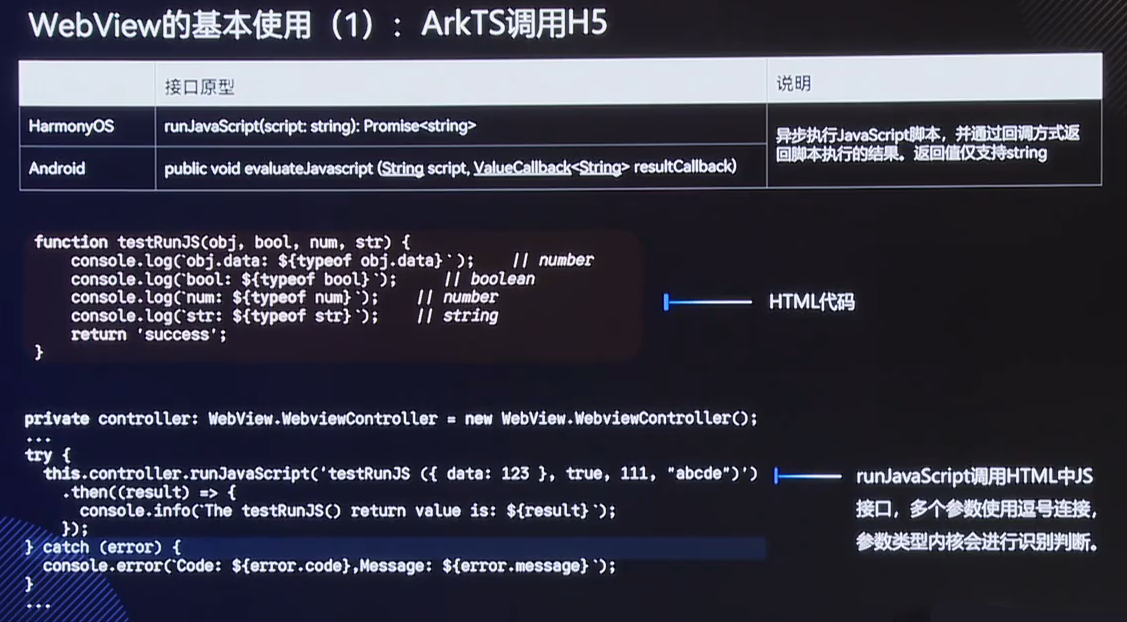 WebView的基本使用（1）：ArkTS调用H5
接口原型 说明
HarmonyOS runJavaScript(script: string): Promise<string>
Android public void evaluateJavascript (String script, ValueCallback<String> resultCallback)
异步执行JavaScript脚本，并通过回调方式返
回脚本执行的结果。返回值仅支持string
function testRunJS(obj, bool, num, str) {
console.log(`obj.data: ${typeof obj.data}`); // number
console.log(`bool: ${typeof bool}`); // boolean
console.log(`num: ${typeof num}`); // number
console.log(`str: ${typeof str}`); // string
return 'success';
}
HTML代码
private controller: WebView.WebviewController = new WebView.WebviewController();
...
try {
this.controller.runJavaScript('testRunJS ({ data: 123 }, true, 111, "abcde")')
.then((result) => {
console.info(`The testRunJS() return value is: ${result}`);
});
} catch (error) {
console.error(`Code: ${error.code},Message: ${error.message}`);
}
...
runJavaScript调用HTML中JS
接口，多个参数使用逗号连接，
参数类型内核会进行识别判断。